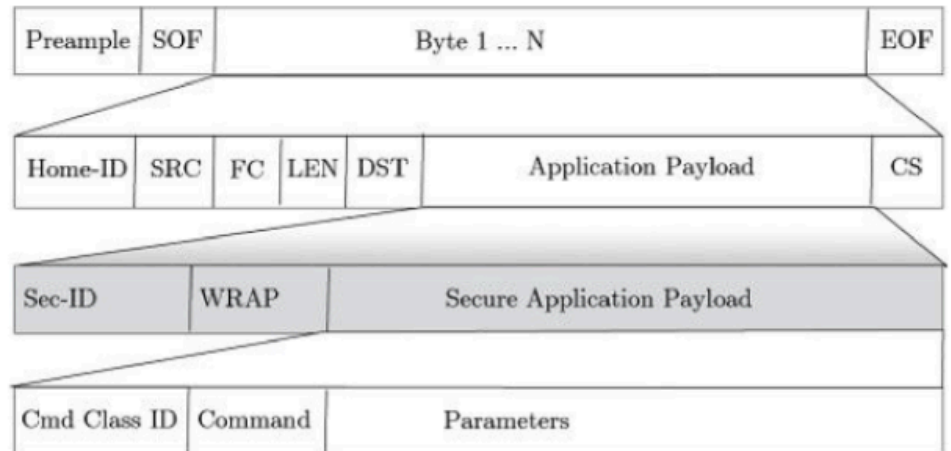 Preample SOF Byte 1 ... N EOF
Home-ID SRC FC LEN DST Application Payload CS
Sec-ID WRAP Secure Application Payload
Cmd Class ID Command Parameters